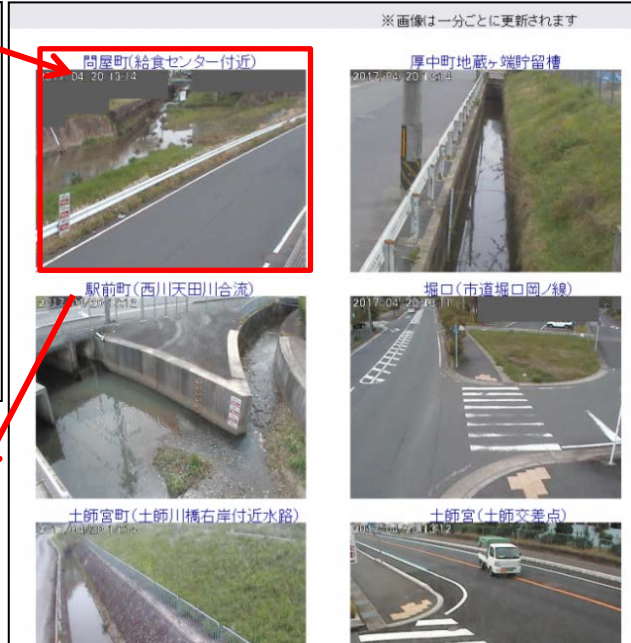 ※画像は一分ごとに更新されます
問屋町(給食センター付近)
厚中町地蔵ヶ端貯留槽
2017.04.20 13:14
駅前町(西川天田川合流)
堀口(市道堀口岡ノ線)
土師宮町(土師川橋右岸付近水路)
土師宮(土師交差点)